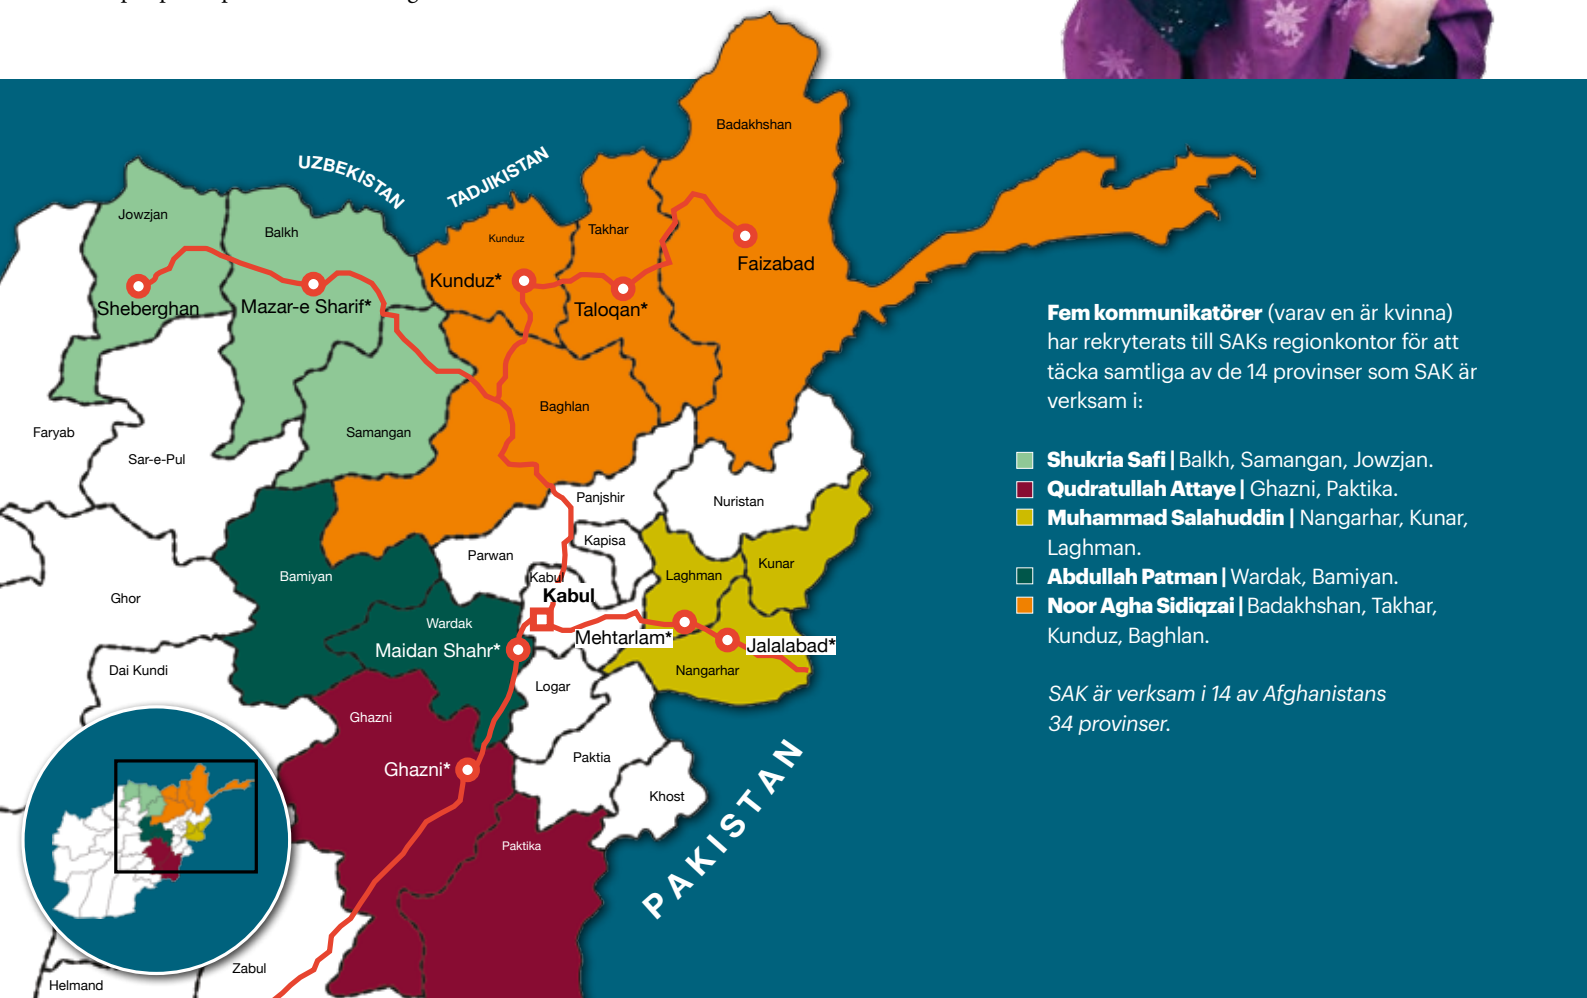 Badakhshan
UZBEKISTAN
TADJIKISTAN
Jowzjan
Balkh
Takhar
Kunduz
Faizabad
Kunduz*
Sheberghan
Mazar-e Sharif*
Taloqan*
Baghlan
Faryab
Samangan
Sar-e-Pul
Panjshir
Nuristan
Kapisa
Parwan
Kunar
Bamiyan
Kabul
Laghman
Kabul
Ghor
Wardak
Mehtarlam*
Jalalabad*
Maidan Shahr*
Dai Kundi
Nangarhar
Logar
Ghazni
Paktia
Ghazni*
Khost
Paktika
PAKISTAN
Zabul
Helmand
Fem kommunikatörer (varav en är kvinna)
har rekryterats till SAKs regionkontor för att
täcka samtliga av de 14 provinser som SAK är
verksam i:
Shukria Safi | Balkh, Samangan, Jowzjan.
Qudratullah Attaye | Ghazni, Paktika.
Muhammad Salahuddin | Nangarhar, Kunar,
Laghman.
Abdullah Patman | Wardak, Bamiyan.
Noor Agha Sidiqzai | Badakhshan, Takhar,
Kunduz, Baghlan.
SAK är verksam i 14 av Afghanistans
34 provinser.